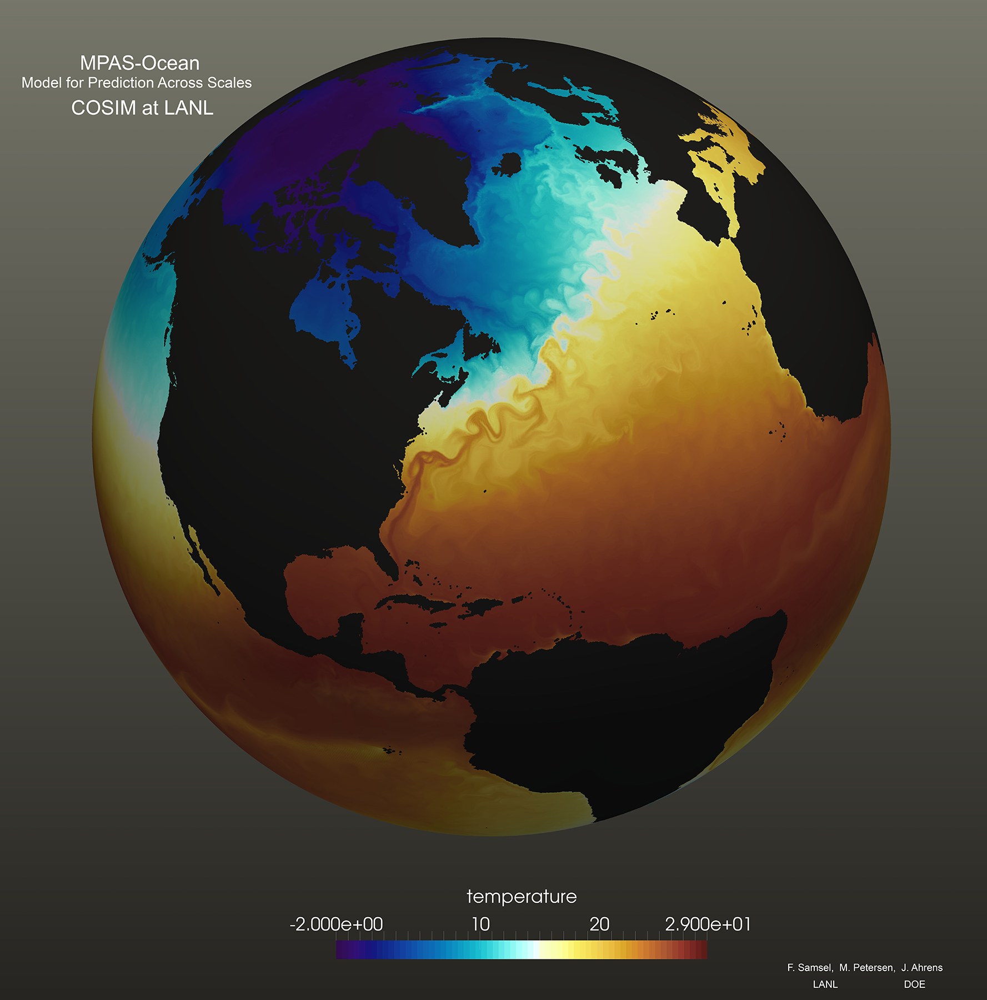 MPAS-Ocean
Model for Prediction Across Scales
COSIM at LANL
temperature
-2.000e+00 10 20 2.900e+01
F. Samsel, M. Petersen, J. Ahrens
LANL DOE